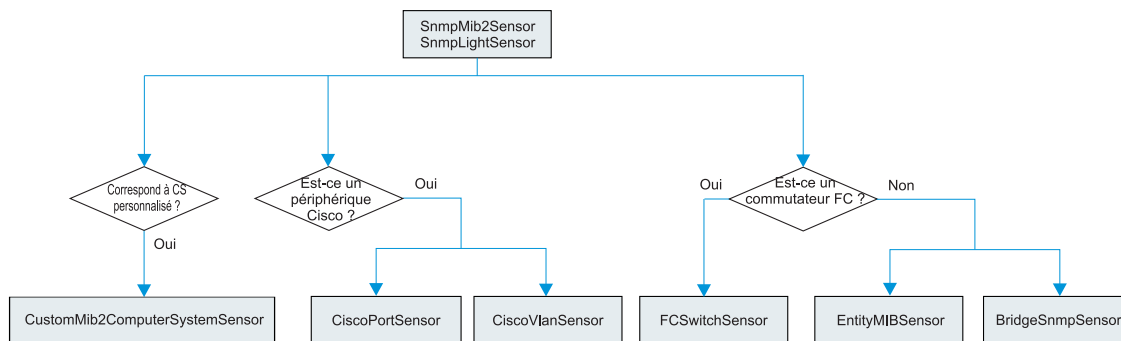 SnmpMib2Sensor
SnmpLightSensor
Correspond à CS
personnalisé ?
Oui
Est-ce un
périphérique
Cisco ?
Oui
Oui
Est-ce un
commutateur FC ?
Non
CustomMib2ComputerSystemSensor
CiscoPortSensor
CiscoVlanSensor
FCSwitchSensor
EntityMIBSensor
BridgeSnmpSensor